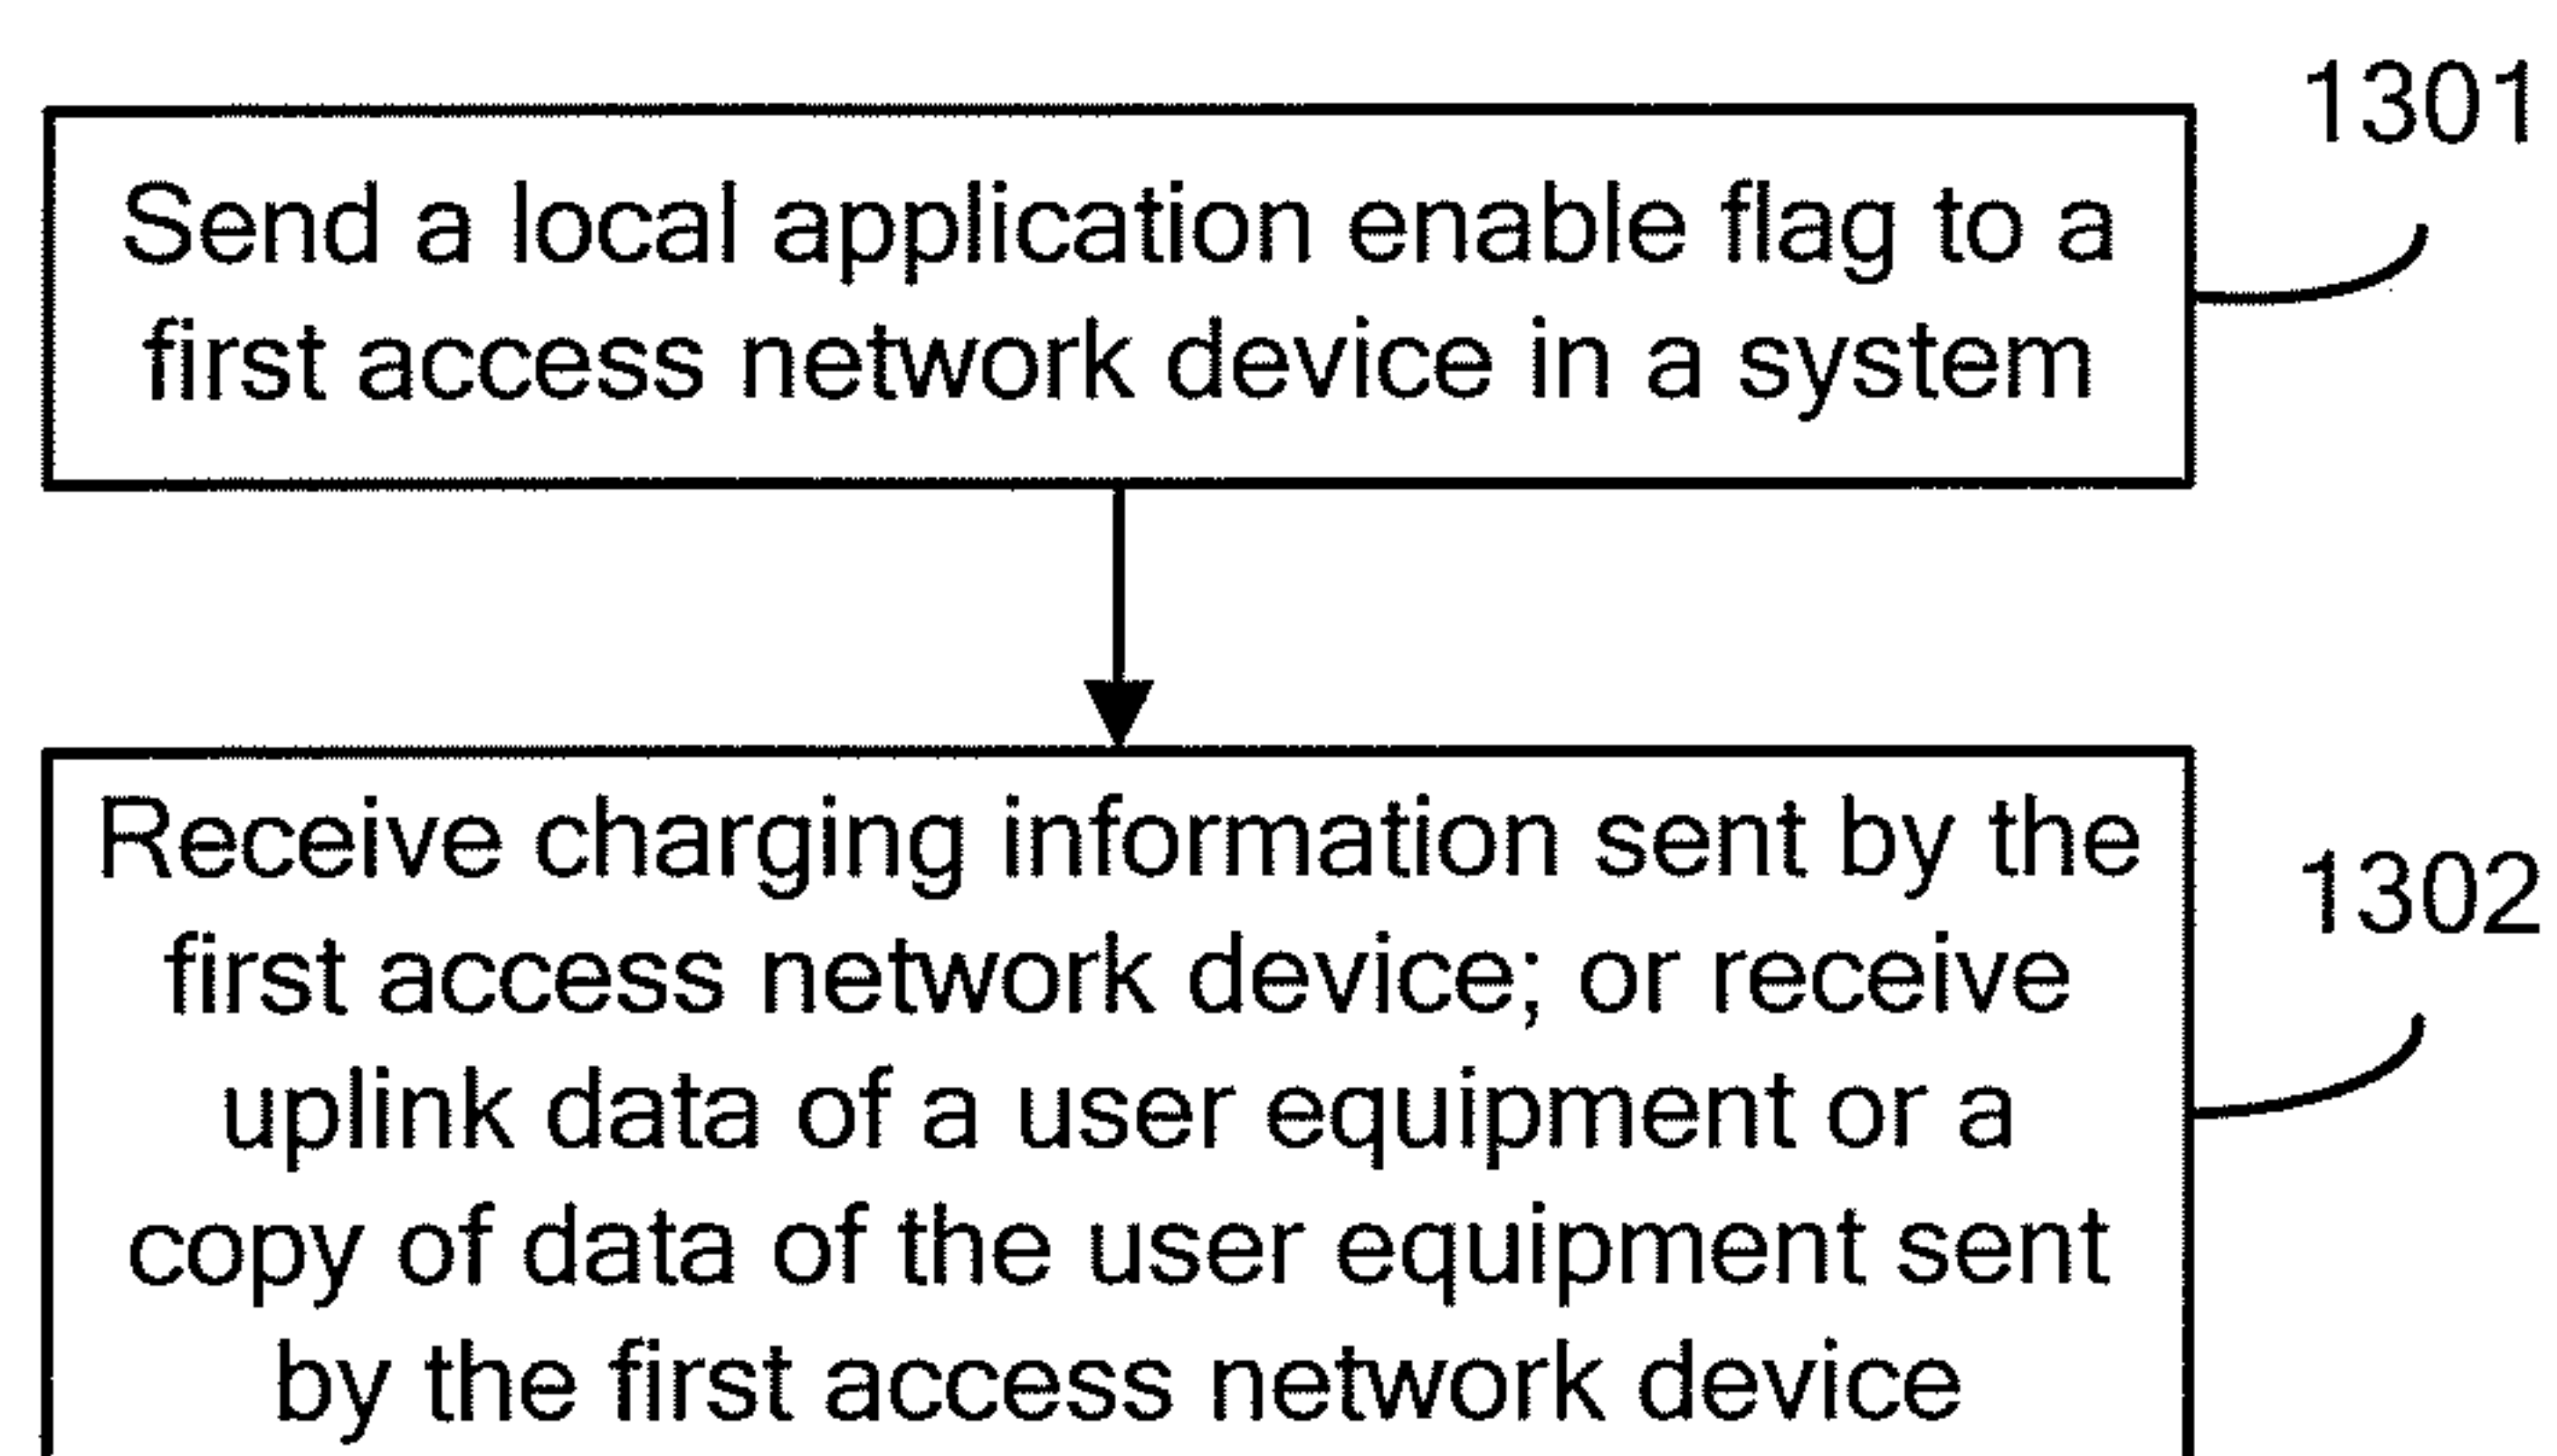 1301
Send a local application enable flag to a
first access network device in a system
Receive charging information sent by the
first access network device; or receive
1302
uplink data of a user equipment or a
copy of data of the user equipment sent
by the first access network device